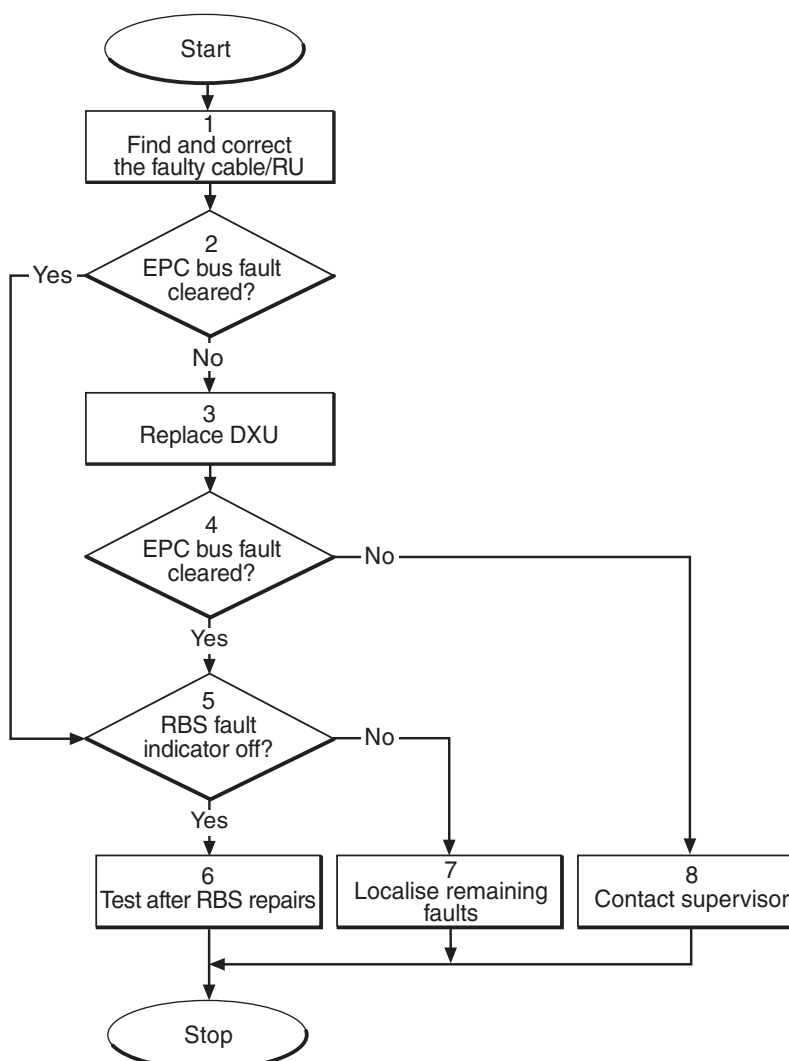 Start
1
Find and correct
the faulty cable/RU
2
EPC bus fault
cleared?
Yes
No
3
Replace DXU
4
EPC bus fault
cleared?
No
Yes
5
RBS fault
indicator off?
No
Yes
6
Test after RBS repairs
7
Localise remaining
faults
8
Contact supervisor
Stop